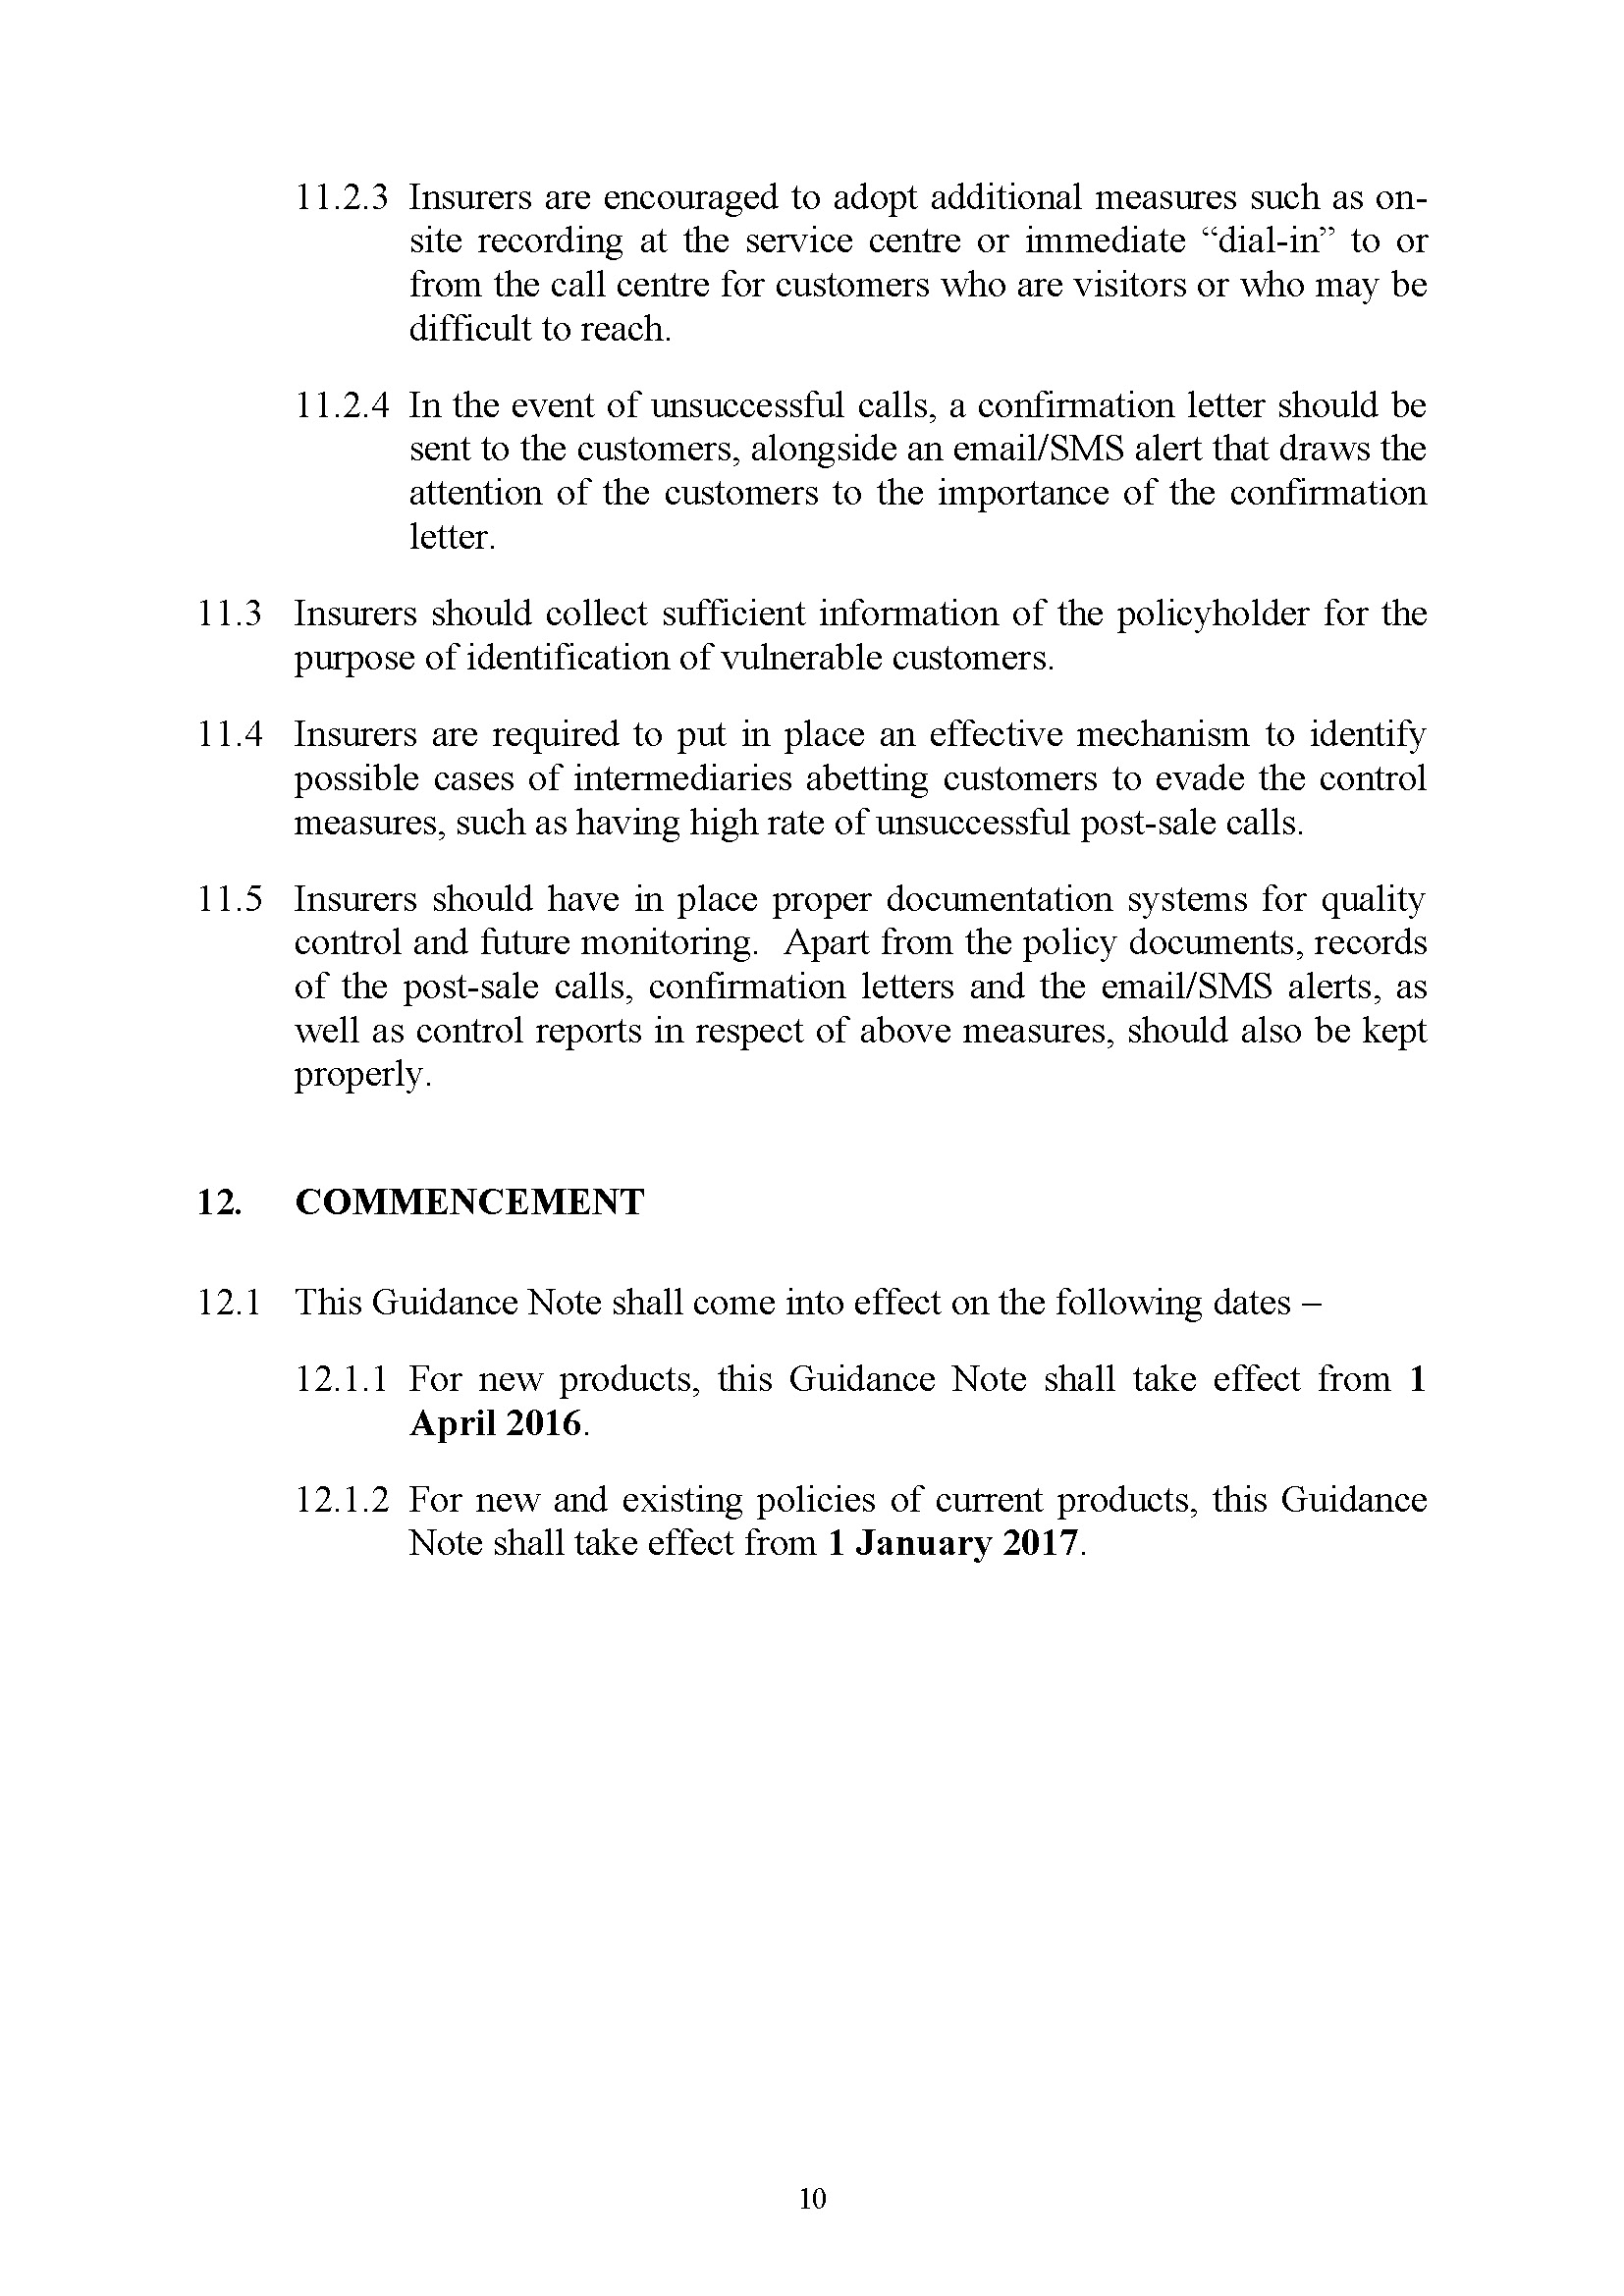 11.2.3 Insurers are encouraged to adopt additional measures such as on-
site recording at the service centre or immediate “dial-in” to or
from the call centre for customers who are visitors or who may be
difficult to reach.
11.2.4 In the event of unsuccessful calls, a confirmation letter should be
sent to the customers, alongside an email/SMS alert that draws the
attention of the customers to the importance of the confirmation
letter.
11.3 Insurers should collect sufficient information of the policyholder for the
purpose of identification of vulnerable customers.
11.4 Insurers are required to put in place an effective mechanism to identify
possible cases of intermediaries abetting customers to evade the control
measures, such as having high rate of unsuccessful post-sale calls.
11.5 Insurers should have in place proper documentation systems for quality
control and future monitoring. Apart from the policy documents, records
of the post-sale calls, confirmation letters and the email/SMS alerts, as
well as control reports in respect of above measures, should also be kept
properly.
12. COMMENCEMENT
12.1 This Guidance Note shall come into effect on the following dates –
12.1.1 For new products, this Guidance Note shall take effect from 1
April 2016.
12.1.2 For new and existing policies of current products, this Guidance
Note shall take effect from 1 January 2017.
10